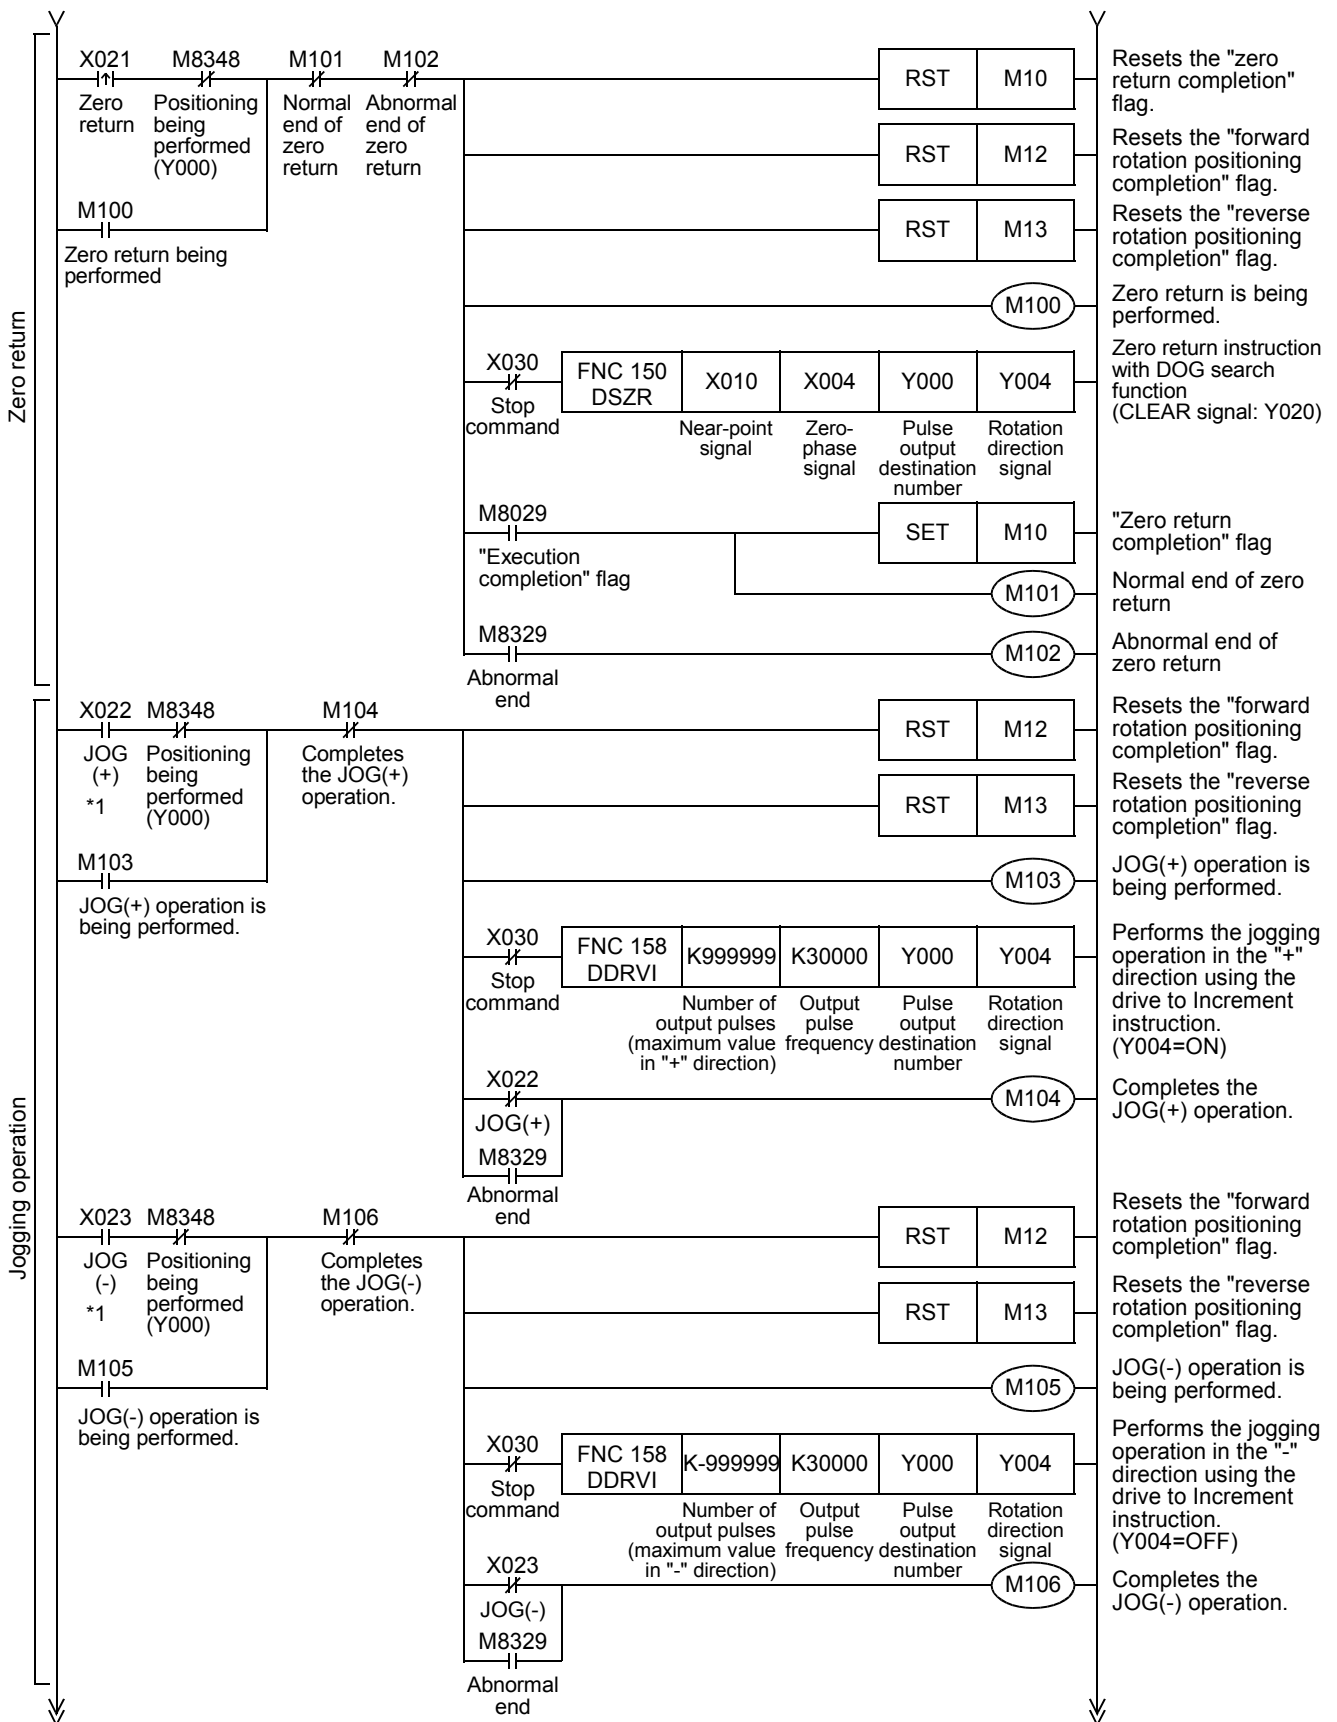 Zero return
X021
M8348
M101
M102
RST
M10
Resets the "zero
return completion"
flag.
Zero
return
Positioning
being
performed
(Y000)
Normal
end of
zero
return
Abnormal
end of
zero
return
RST
M12
Resets the "forward
rotation positioning
completion" flag.
M100
Zero return being
performed
RST
M13
Resets the "reverse
rotation positioning
completion" flag.
M100
Zero return is being
performed.
X030
Stop
command
FNC 150
DSZR
X010
X004
Y000
Y004
Near-point
signal
Zero-
phase
signal
Pulse
output
destination
number
Rotation
direction
signal
Zero return instruction
with DOG search
function
(CLEAR signal: Y020)
M8029
"Execution
completion" flag
SET
M10
"Zero return
completion" flag
M101
Normal end of zero
return
M8329
Abnormal
end
M102
Abnormal end of
zero return
Jogging operation
X022
M8348
M104
JOG
(+)
*1
Positioning
being
performed
(Y000)
Completes
the JOG(+)
operation.
RST
M12
Resets the "forward
rotation positioning
completion" flag.
RST
M13
Resets the "reverse
rotation positioning
completion" flag.
M103
JOG(+) operation is
being performed.
M103
JOG(+) operation is
being performed.
X030
Stop
command
FNC 158
DDRVI
K999999
K30000
Y000
Y004
Number of
output pulses
(maximum value
in "+" direction)
Output
pulse
frequency
Pulse
output
destination
number
Rotation
direction
signal
Performs the jogging
operation in the "+"
direction using the
drive to Increment
instruction.
(Y004=ON)
X022
JOG(+)
M8329
Abnormal
end
M104
Completes the
JOG(+) operation.
X023
M8348
M106
JOG
(-)
*1
Positioning
being
performed
(Y000)
Completes
the JOG(-)
operation.
RST
M12
Resets the "forward
rotation positioning
completion" flag.
RST
M13
Resets the "reverse
rotation positioning
completion" flag.
M105
JOG(-) operation is
being performed.
M105
JOG(-) operation is
being performed.
X030
Stop
command
FNC 158
DDRVI
K-999999
K30000
Y000
Y004
Number of
output pulses
(maximum value
in "-" direction)
Output
pulse
frequency
Pulse
output
destination
number
Rotation
direction
signal
Performs the jogging
operation in the "-"
direction using the
drive to Increment
instruction.
(Y004=OFF)
X023
JOG(-)
M8329
Abnormal
end
M106
Completes the
JOG(-) operation.